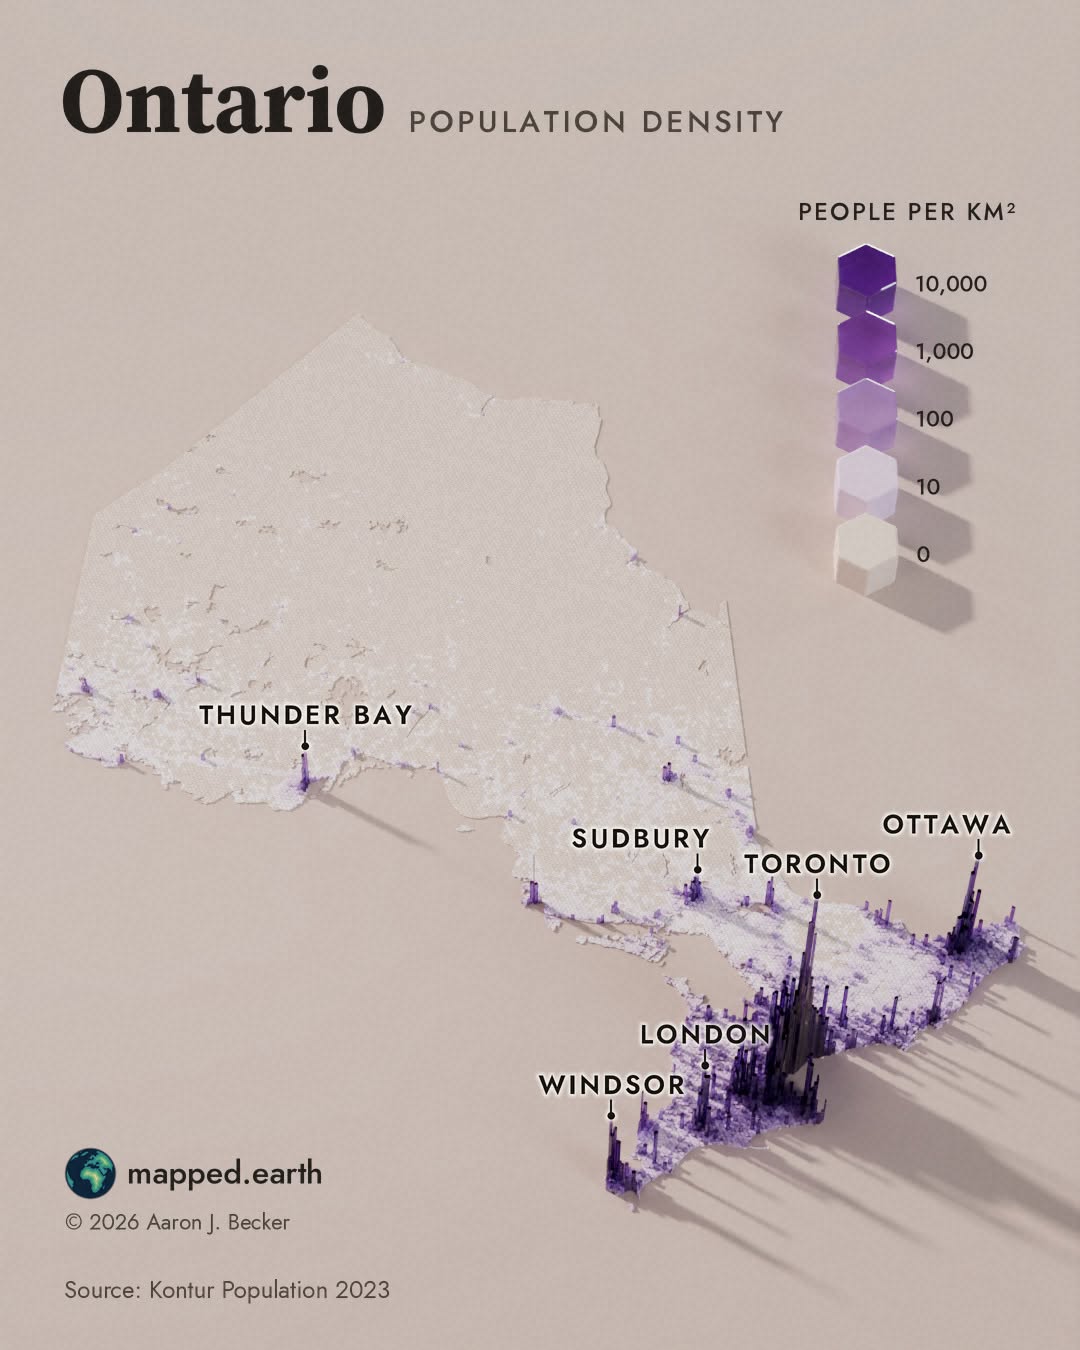 Ontario POPULATION DENSITY
PEOPLE PER KM²
10,000
1,000
100
10
0
THUNDER BAY
OTTAWA
SUDBURY
TORONTO
LONDON
WINDSOR
mapped.earth
© 2026 Aaron J. Becker
Source: Kontur Population 2023